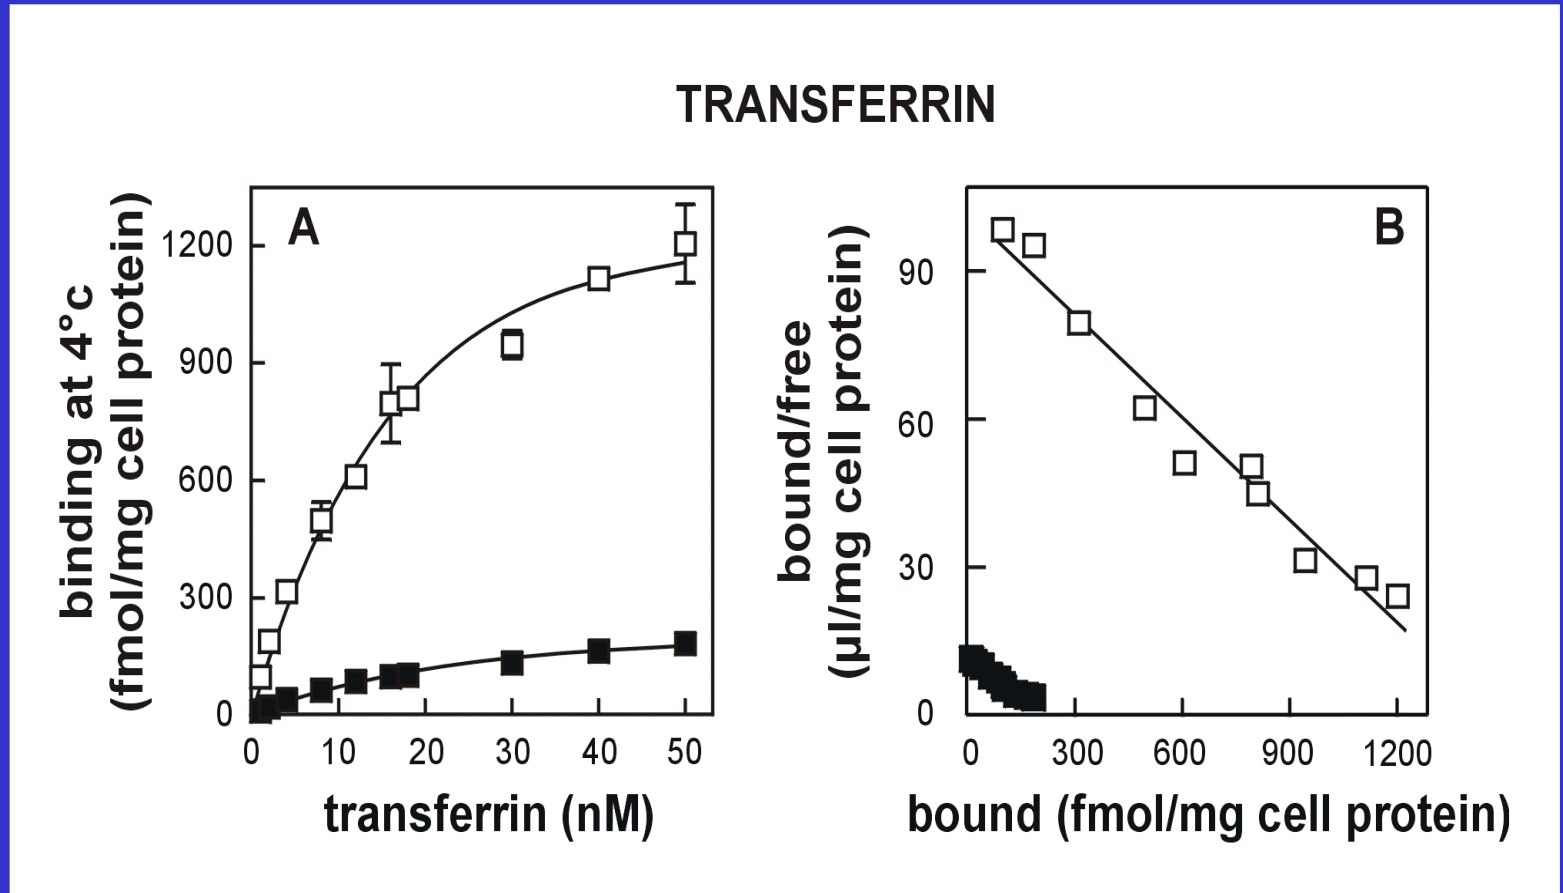 TRANSFERRIN
A
binding at 4°c
(fmol/mg cell protein)
1200
900
600
300
0
0 10 20 30 40 50
transferrin (nM)
B
bound/free
(µl/mg cell protein)
90
60
30
0
0 300 600 900 1200
bound (fmol/mg cell protein)